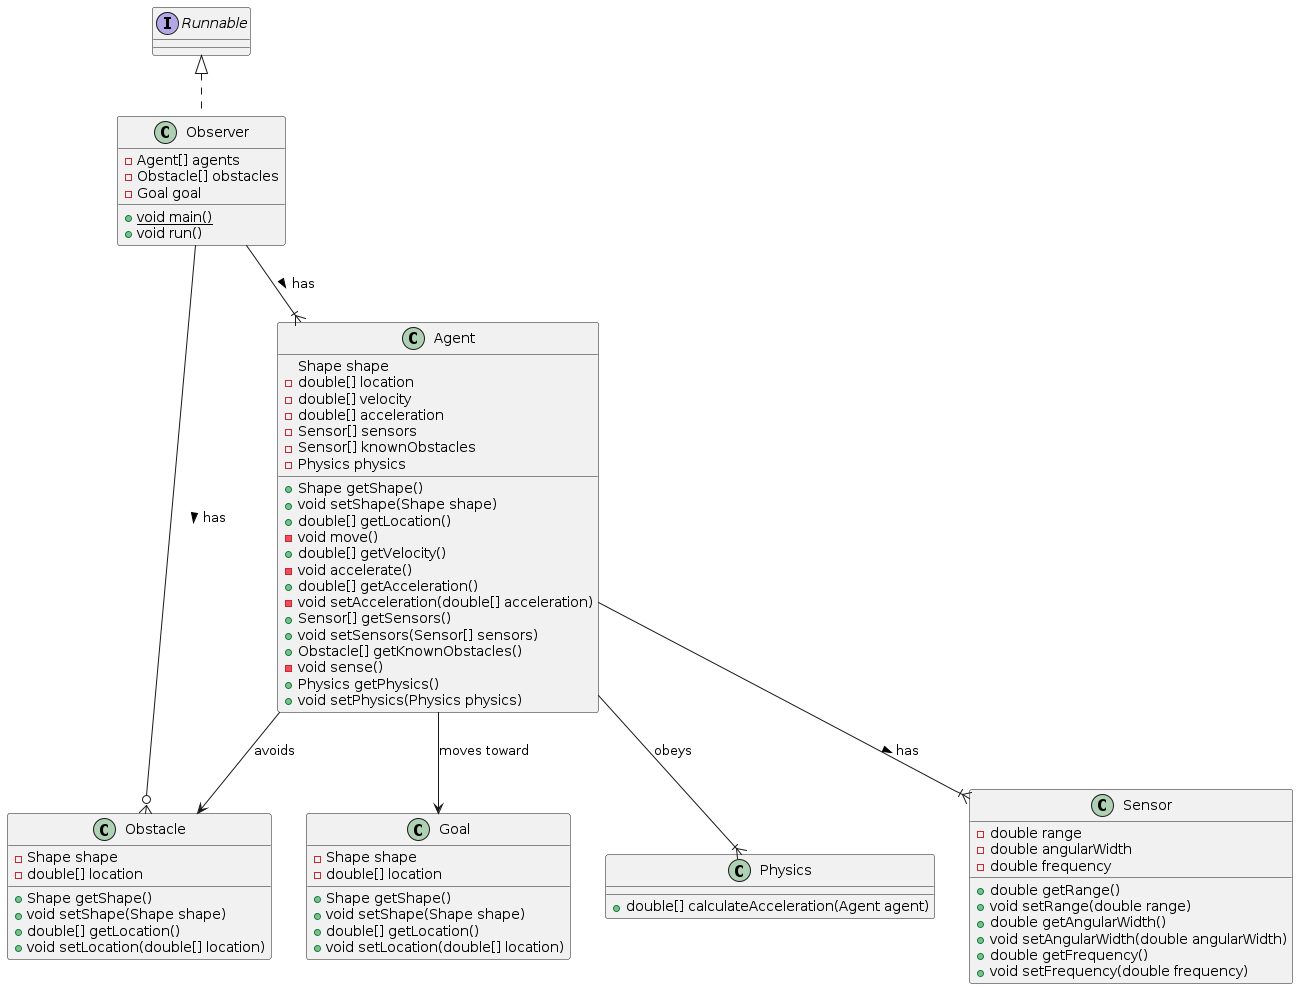 I Runnable
C Observer
Agent[] agents
Obstacle[] obstacles
Goal goal
void main()
void run()
has
C Agent
Shape shape
double[] location
double[] velocity
double[] acceleration
Sensor[] sensors
Sensor[] knownObstacles
Physics physics
Shape getShape()
void setShape(Shape shape)
double[] getLocation()
void move()
double[] getVelocity()
void accelerate()
double[] getAcceleration()
void setAcceleration(double[] acceleration)
Sensor[] getSensors()
void setSensors(Sensor[] sensors)
Obstacle[] getKnownObstacles()
void sense()
Physics getPhysics()
void setPhysics(Physics physics)
has
avoids
moves toward
obeys
has
C Obstacle
Shape shape
double[] location
Shape getShape()
void setShape(Shape shape)
double[] getLocation()
void setLocation(double[] location)
C Goal
Shape shape
double[] location
Shape getShape()
void setShape(Shape shape)
double[] getLocation()
void setLocation(double[] location)
C Physics
double[] calculateAcceleration(Agent agent)
C Sensor
double range
double angularWidth
double frequency
double getRange()
void setRange(double range)
double getAngularWidth()
void setAngularWidth(double angularWidth)
double getFrequency()
void setFrequency(double frequency)